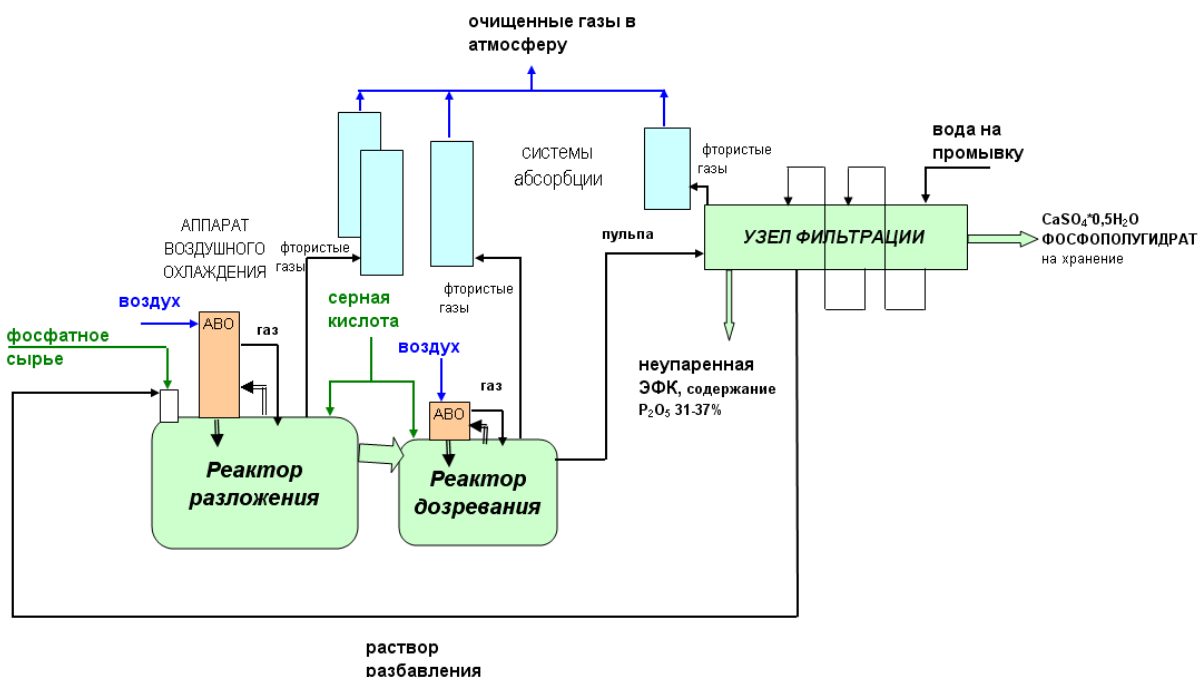 очищенные газы в
атмосферу
системы
абсорбции
фтористые
газы
вода на
промывку
АППАРАТ
ВОЗДУШНОГО
ОХЛАЖДЕНИЯ
фтористые
газы
пульпа
УЗЕЛ ФИЛЬТРАЦИИ
CaSO₄*0,5H₂O
ФОСФОПОЛУГИДРАТ
на хранение
фтористые
газы
серная
кислота
воздух
АВО
газ
фосфатное
сырье
воздух
газ
АВО
неупаренная
ЭФК, содержание
P₂O₅ 31-37%
Реактор
разложения
Реактор
дозревания
раствор
разбавления